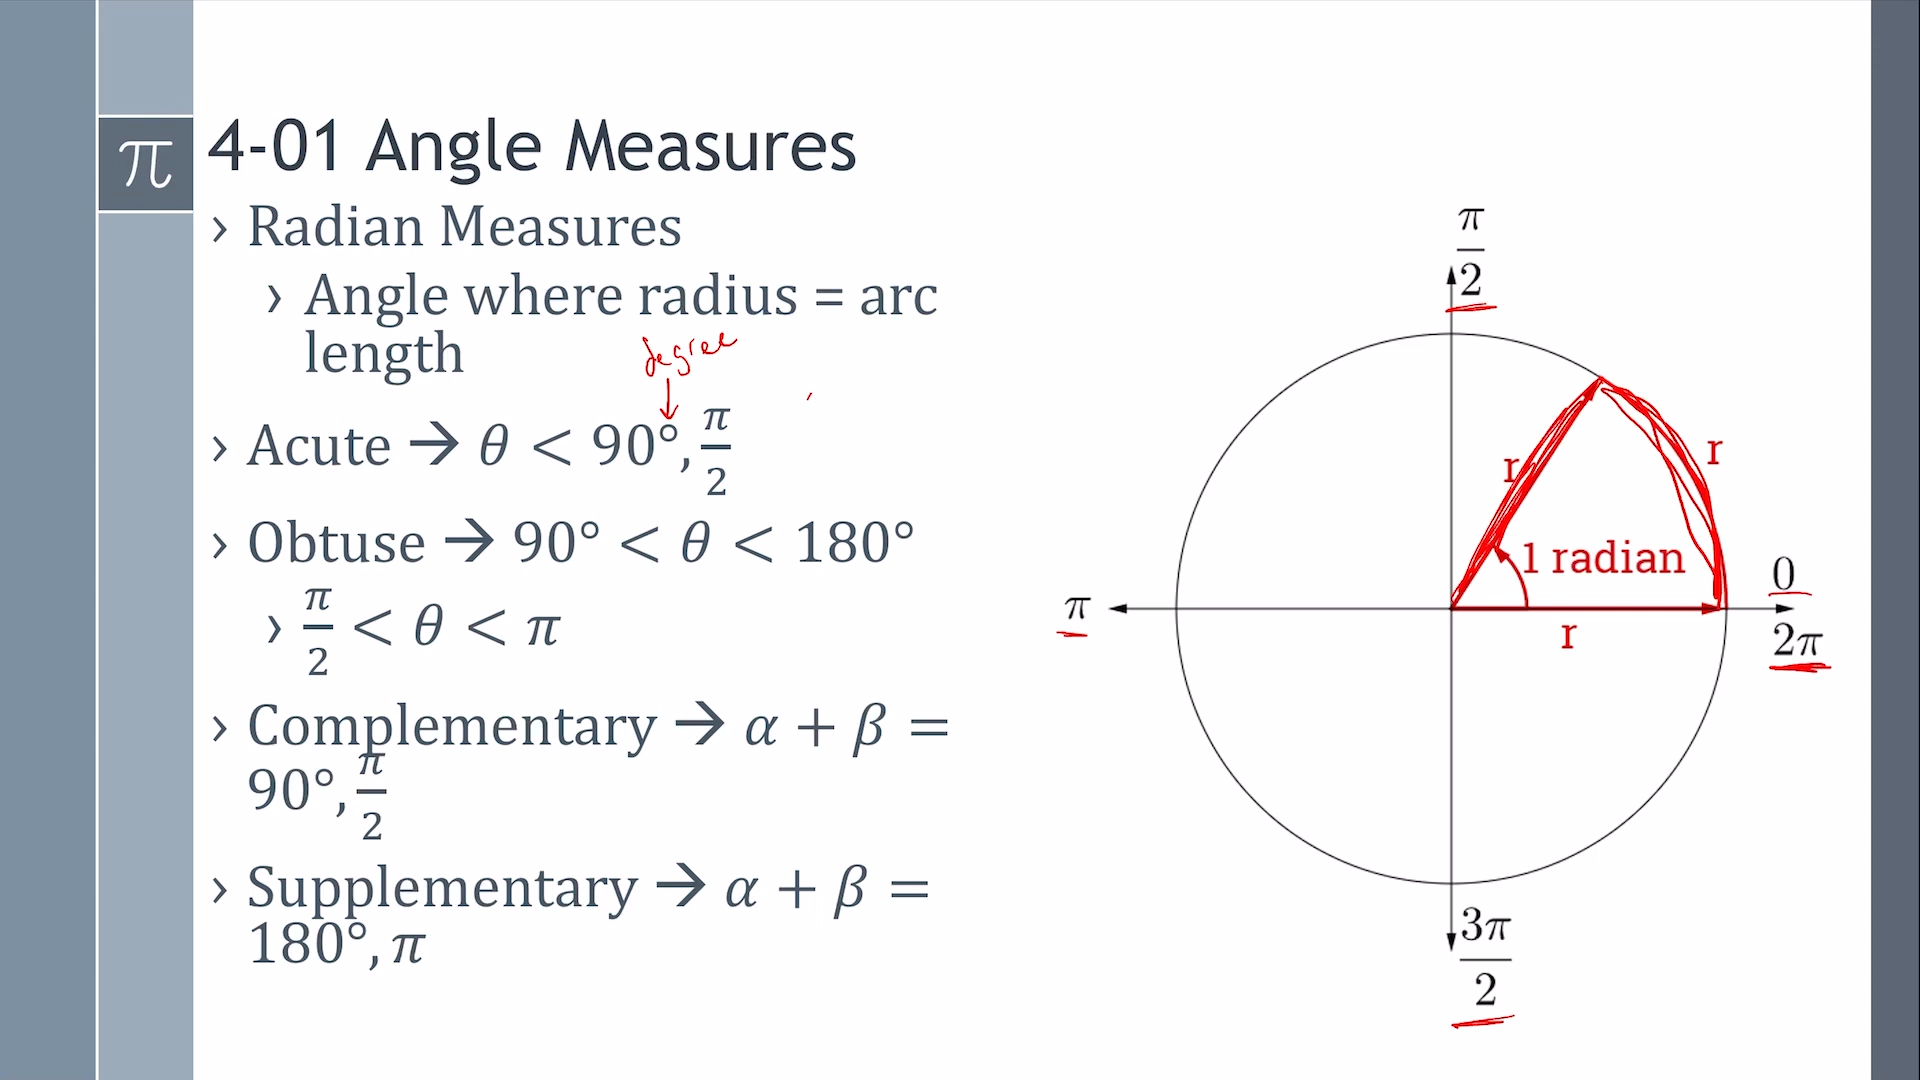 π
4-01 Angle Measures
› Radian Measures
› Angle where radius = arc
length
degree
› Acute → θ < 90°, π/2
› Obtuse → 90° < θ < 180°
› π/2 < θ < π
› Complementary → α + β =
90°, π/2
› Supplementary → α + β =
180°, π
π/2
r
r
1 radian
0
π
r
2π
3π/2